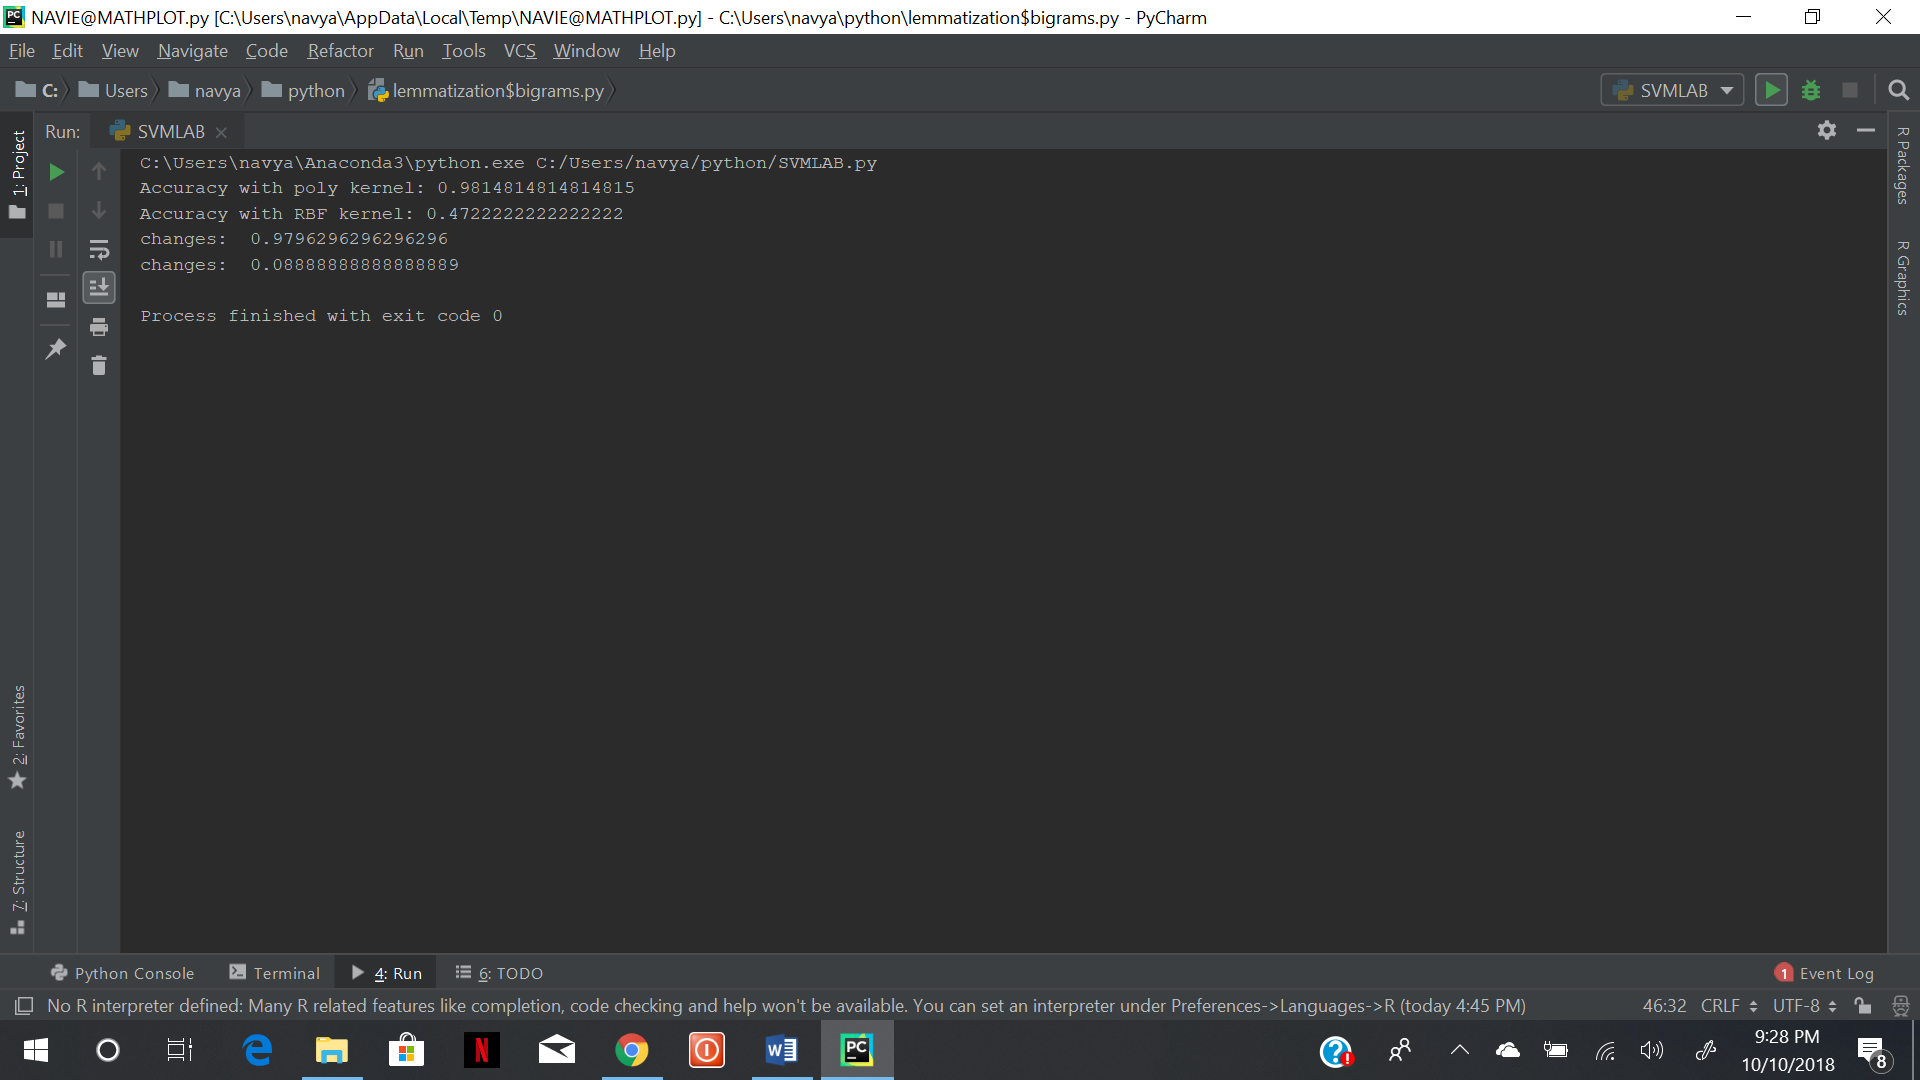 NAVIE@MATHPLOT.py [C:\Users\navya\AppData\Local\Temp\NAVIE@MATHPLOT.py] - C:\Users\navya\python\lemmatization$bigrams.py - PyCharm
File Edit View Navigate Code Refactor Run Tools VCS Window Help
C: Users navya python lemmatization$bigrams.py SVMLAB
Run: SVMLAB
C:\Users\navya\Anaconda3\python.exe C:/Users/navya/python/SVMLAB.py
Accuracy with poly kernel: 0.9814814814814815
Accuracy with RBF kernel: 0.4722222222222222
changes:  0.9796296296296296
changes:  0.08888888888888889
Process finished with exit code 0
1: Project
2: Favorites
7: Structure
R Packages
R Graphics
Python Console Terminal 4: Run 6: TODO 1 Event Log
No R interpreter defined: Many R related features like completion, code checking and help won't be available. You can set an interpreter under Preferences->Languages->R (today 4:45 PM) 46:32 CRLF UTF-8
9:28 PM
10/10/2018
8